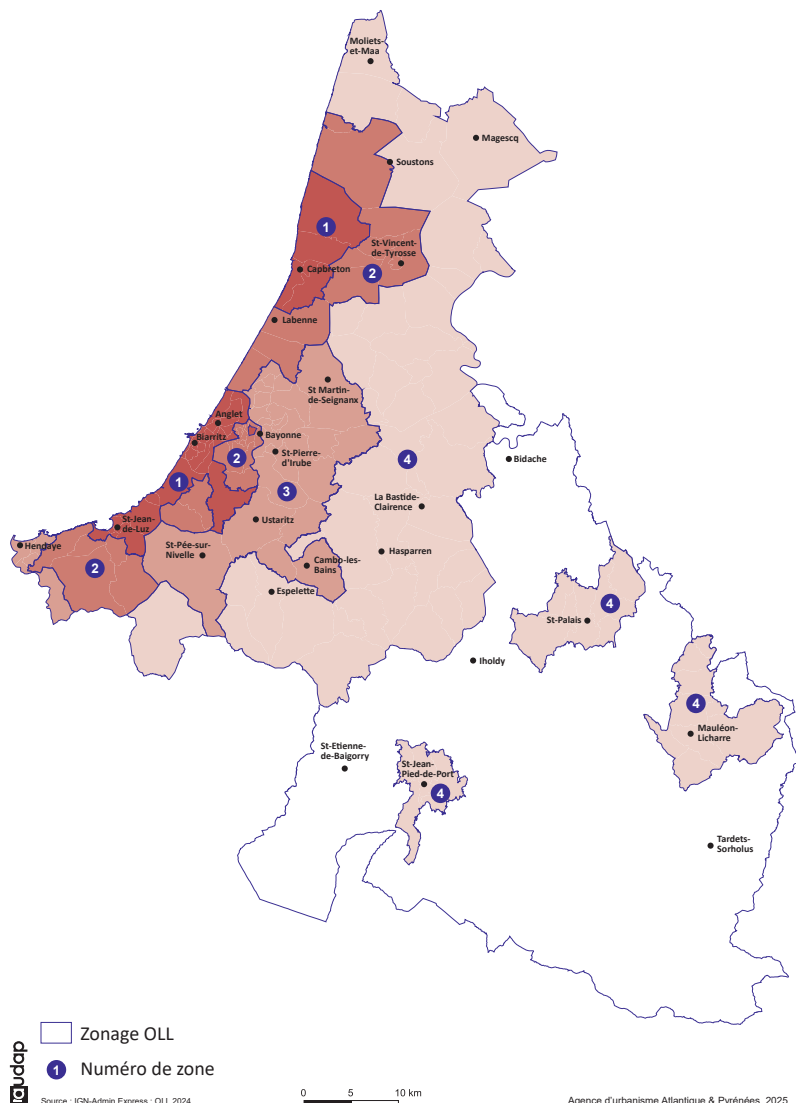 Moliets-
et-Maa
Magescq
Soustons
1
St-Vincent-
de-Tyrosse
2
Capbreton
Labenne
St Martin-
de-Seignanx
Anglet
Biarritz
Bayonne
St-Pierre-
d'Irube
2
4
Bidache
1
3
La Bastide-
Clairence
St-Jean-
de-Luz
Ustaritz
Hendaye
St-Pée-sur-
Nivelle
Hasparren
2
Cambo-les-
Bains
Espelette
4
St-Palais
Iholdy
4
Mauléon-
Licharre
St-Etienne-
de-Baigorry
St-Jean-
Pied-de-Port
4
Tardets-
Sorholus
Zonage OLL
1 Numéro de zone
audap
Source : IGN-Admin Express ; OLL 2024
0 5 10 km
Agence d'urbanisme Atlantique & Pyrénées, 2025